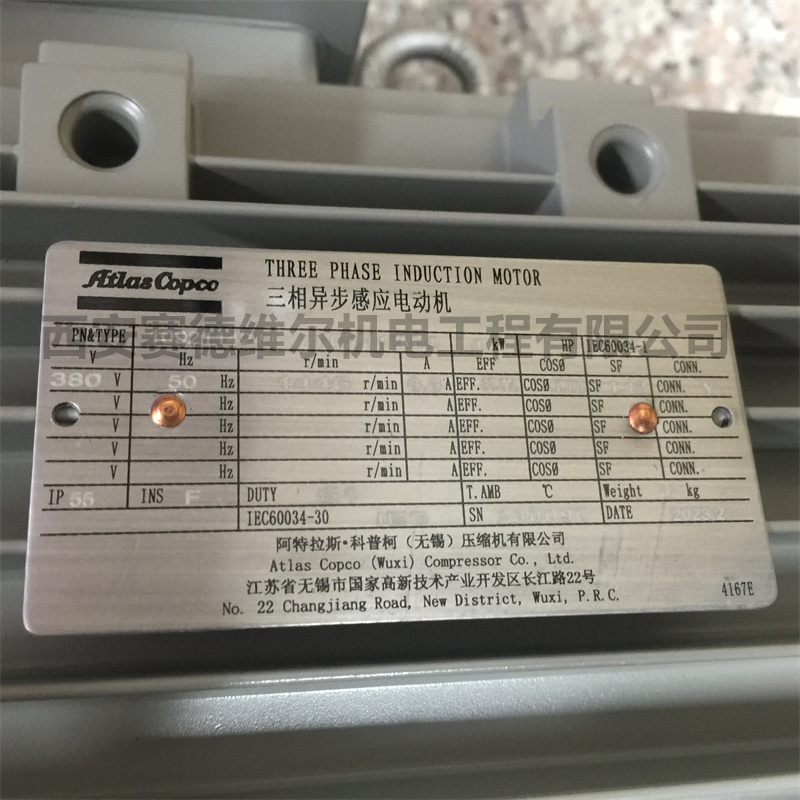 Atlas Copco
THREE PHASE INDUCTION MOTOR
三相异步感应电动机
西安赛德维尔机电工程有限公司
PN&TYPE kW HP IEC60034-1
V Hz r/min A EFF COSØ SF CONN.
380 V 50 Hz r/min A EFF. COSØ SF CONN. Y
V Hz r/min A EFF. COSØ SF CONN.
V Hz r/min A EFF. COSØ SF CONN.
V Hz r/min A EFF. COSØ SF CONN.
V Hz r/min A EFF. COSØ SF CONN.
IP 55 INS F DUTY T.AMB ℃ Weight kg
IEC60034-30 SN DATE 2023.2
阿特拉斯·科普柯（无锡）压缩机有限公司
Atlas Copco (Wuxi) Compressor Co., Ltd.
江苏省无锡市国家高新技术产业开发区长江路22号
No. 22 Changjiang Road, New District, Wuxi, P.R.C.
4167E